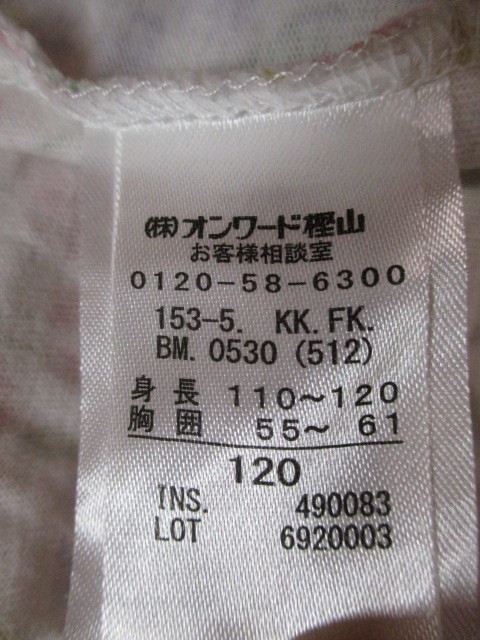 (株)オンワード樫山
お客様相談室
0120-58-6300
153-5. KK.FK.
BM. 0530 (512)
身長 110～120
胸囲 55～ 61
120
INS. 490083
LOT 6920003